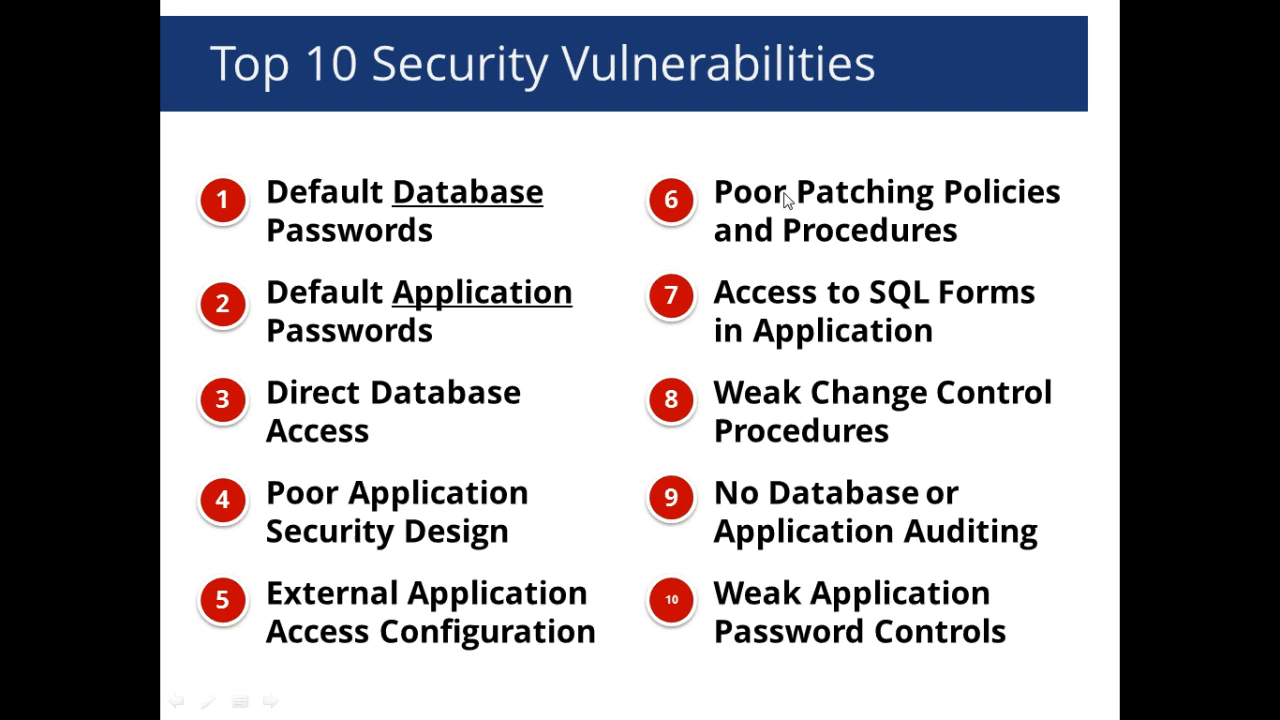 Top 10 Security Vulnerabilities
1 Default Database
Passwords
2 Default Application
Passwords
3 Direct Database
Access
4 Poor Application
Security Design
5 External Application
Access Configuration
6 Poor Patching Policies
and Procedures
7 Access to SQL Forms
in Application
8 Weak Change Control
Procedures
9 No Database or
Application Auditing
10 Weak Application
Password Controls